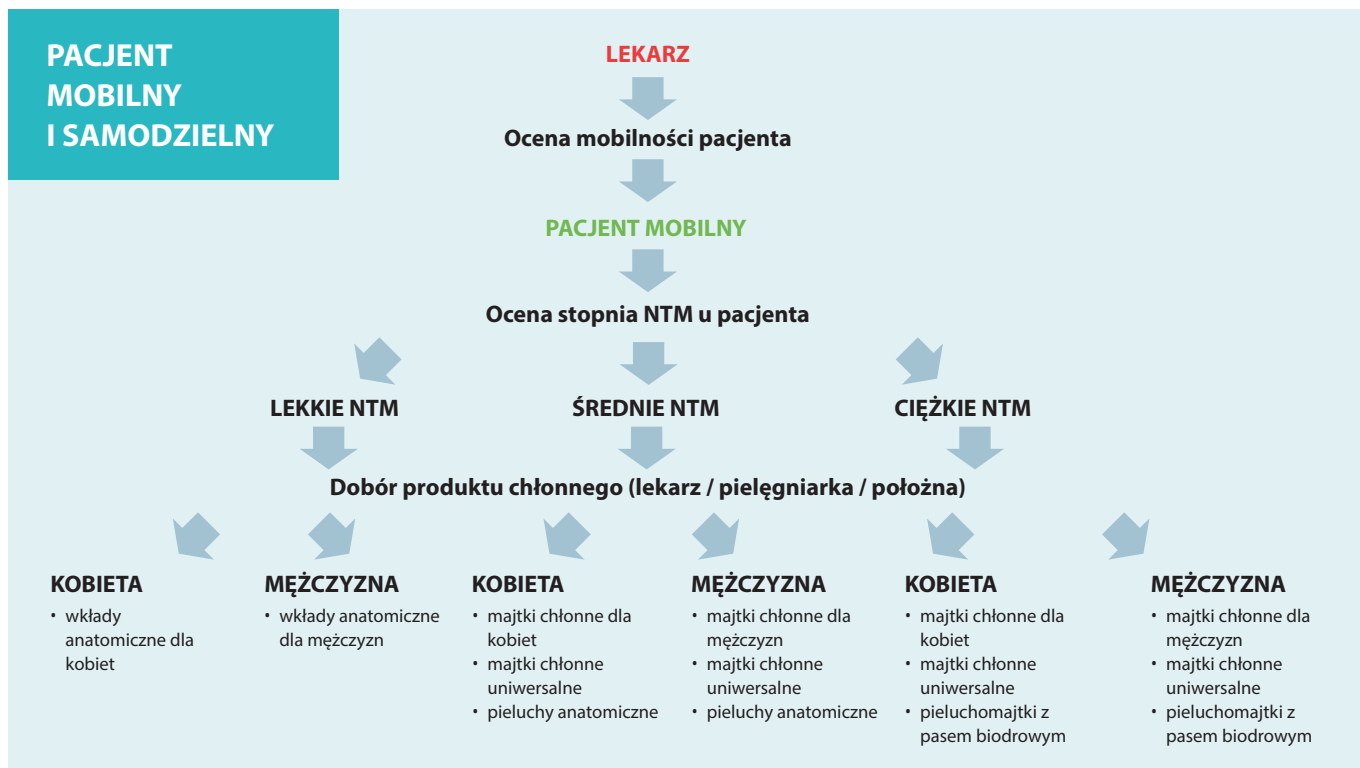 PACJENT
MOBILNY
I SAMODZIELNY
LEKARZ
Ocena mobilności pacjenta
PACJENT MOBILNY
Ocena stopnia NTM u pacjenta
LEKKIE NTM
ŚREDNIE NTM
CIĘŻKIE NTM
Dobór produktu chłonnego (lekarz / pielęgniarka / położna)
KOBIETA
• wkłady
anatomiczne dla
kobiet
MĘŻCZYZNA
• wkłady anatomiczne
dla mężczyzn
KOBIETA
• majtki chłonne dla
kobiet
• majtki chłonne
uniwersalne
• pieluchy anatomiczne
MĘŻCZYZNA
• majtki chłonne dla
mężczyzn
• majtki chłonne
uniwersalne
• pieluchy anatomiczne
KOBIETA
• majtki chłonne dla
kobiet
• majtki chłonne
uniwersalne
• pieluchomajtki z
pasem biodrowym
MĘŻCZYZNA
• majtki chłonne dla
mężczyzn
• majtki chłonne
uniwersalne
• pieluchomajtki z
pasem biodrowym